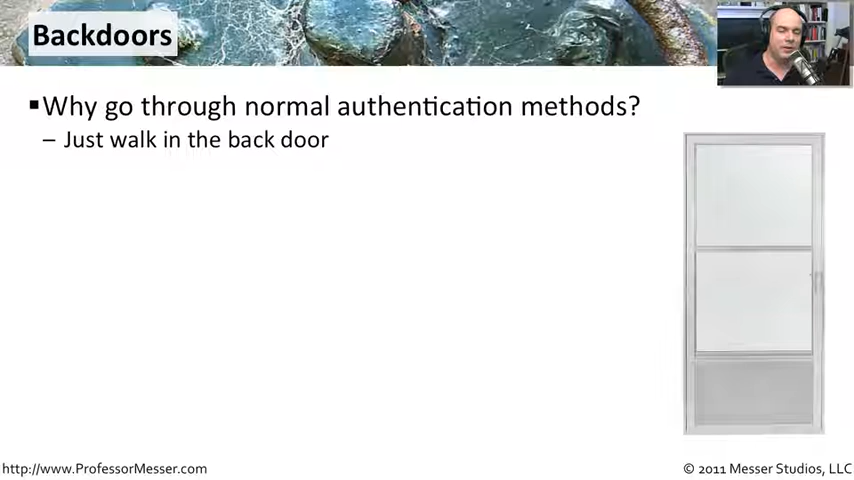 Backdoors
▪Why go through normal authentication methods?
– Just walk in the back door
http://www.ProfessorMesser.com
© 2011 Messer Studios, LLC